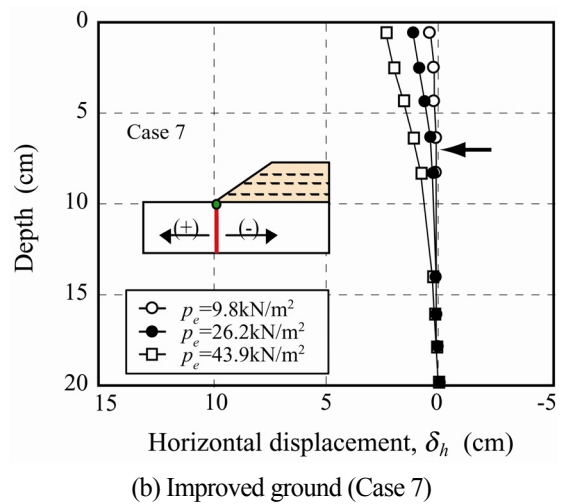 0
5
10
15
20
Depth (cm)
Case 7
(+) (-)
pₑ=9.8kN/m²
pₑ=26.2kN/m²
pₑ=43.9kN/m²
15 10 5 0 -5
Horizontal displacement, δₕ (cm)
(b) Improved ground (Case 7)